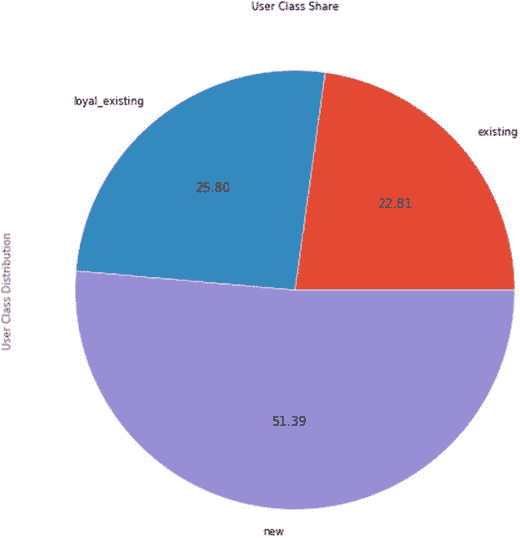 User Class Share
loyal_existing
existing
25.80
22.81
User Class Distribution
51.39
new